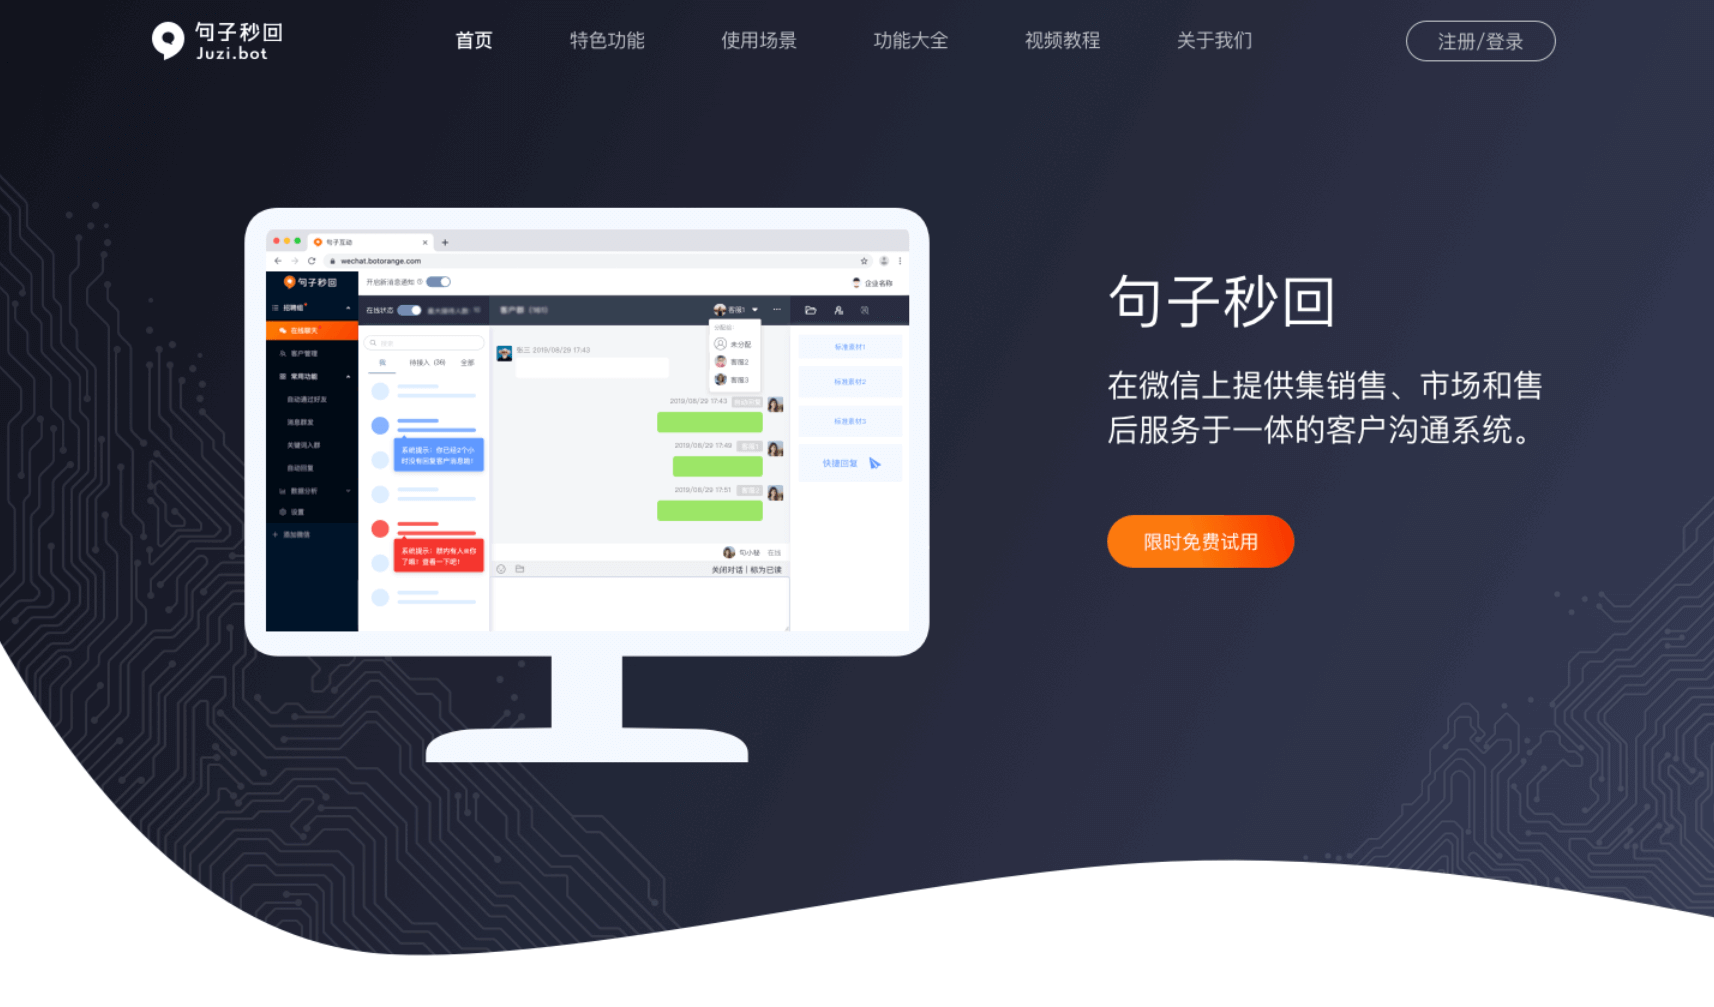 句子秒回
Juzi.bot
首页
特色功能
使用场景
功能大全
视频教程
关于我们
注册/登录
句子互动
wechat.botorange.com
句子秒回
开启新消息通知
企业名称
招聘组
在线状态
客服1
在线聊天
客户管理
常用功能
自动通过好友
消息群发
关键词入群
自动回复
数据分析
设置
添加微信
搜索
我
待接入 (36)
全部
系统提示：你已经2个小
时没有回复客户消息啦！
系统提示：群内有人@你
了哦！查看一下吧！
张三 2019/08/29 17:43
未分配
客服2
客服3
2019/08/29 17:43
2019/08/29 17:49
2019/08/29 17:51
句小秘 在线
关闭对话 | 标为已读
标准素材1
标准素材2
标准素材3
快捷回复
句子秒回
在微信上提供集销售、市场和售
后服务于一体的客户沟通系统。
限时免费试用